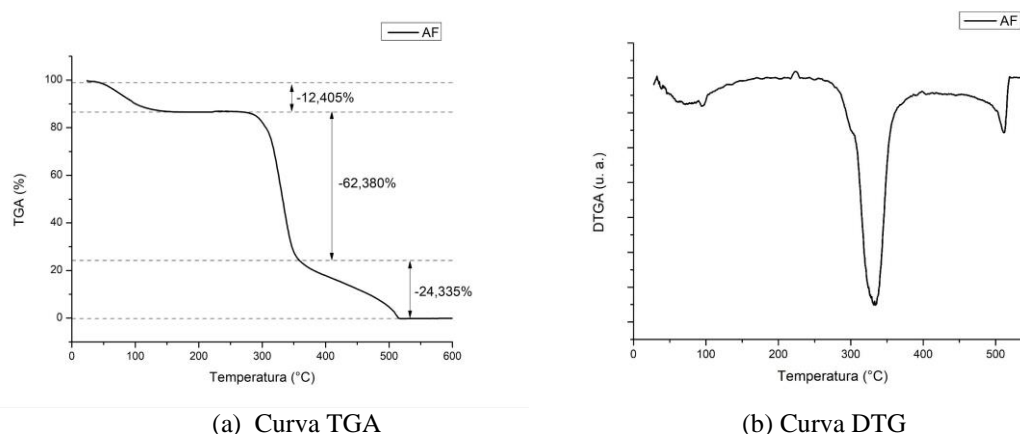 AF
100
80
60
40
20
0
-12,405%
-62,380%
-24,335%
TGA (%)
0 100 200 300 400 500 600
Temperatura (°C)
(a) Curva TGA
AF
DTGA (u. a.)
0 100 200 300 400 500
Temperatura (°C)
(b) Curva DTG